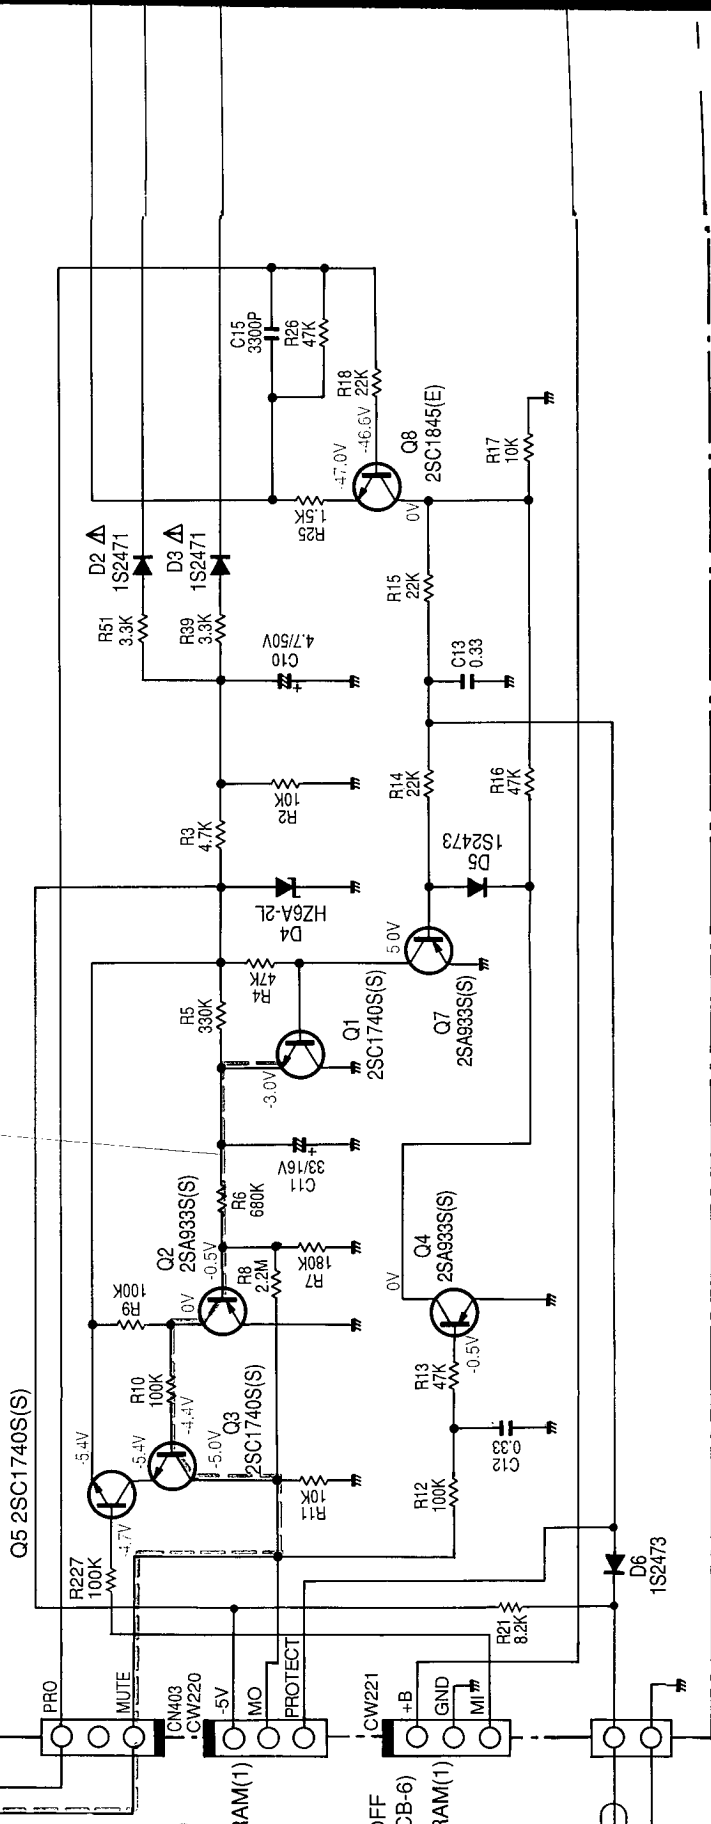 C15
3300P
R26
47K
R18
22K
-46.6V
-47.0V
Q8
2SC1845(E)
R17
10K
D2
1S2471
D3
1S2471
R25
1.5K
0V
R51
3.3K
R39
3.3K
C10
4.7/50V
+
R15
22K
C13
0.33
R2
10K
R14
22K
R16
47K
R3
4.7K
D5
1S2473
D4
HZ6A-2L
5.0V
R4
47K
Q7
2SA933S(S)
R5
330K
Q1
2SC1740S(S)
-3.0V
C11
33/16V
+
R6
680K
Q2
2SA933S(S)
-0.5V
R8
2.2M
R7
180K
Q4
2SA933S(S)
0V
R9
100K
0V
R13
47K
-0.5V
R10
100K
-4.4V
Q3
2SC1740S(S)
Q5 2SC1740S(S)
-5.4V
-5.4V
-5.0V
C12
0.33
R11
10K
R12
100K
-4.7V
R227
100K
D6
1S2473
R21
8.2K
PRO
MUTE
CN403
CW220
-5V
MO
PROTECT
CW221
+B
GND
MI
RAM(1)
OFF
CB-6)
RAM(1)